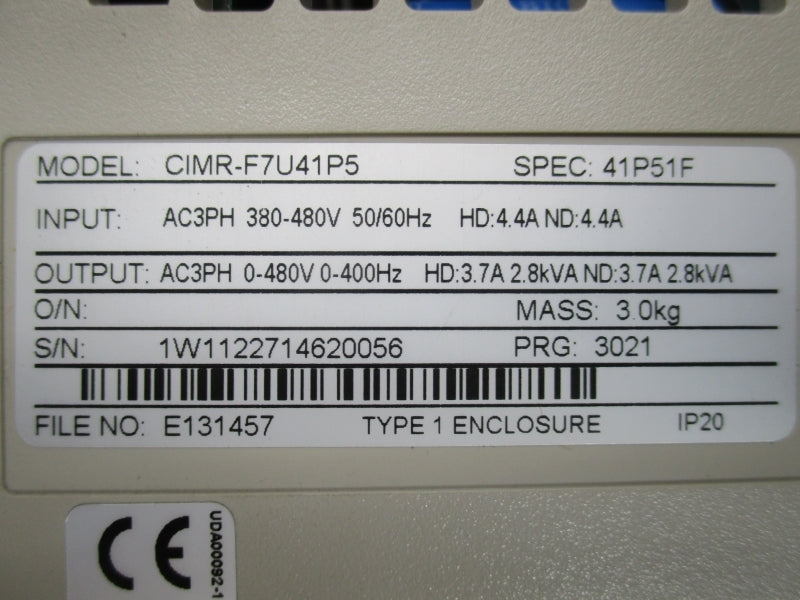 MODEL: CIMR-F7U41P5 SPEC: 41P51F
INPUT: AC3PH 380-480V 50/60Hz HD:4.4A ND:4.4A
OUTPUT: AC3PH 0-480V 0-400Hz HD:3.7A 2.8kVA ND:3.7A 2.8kVA
O/N: MASS: 3.0kg
S/N: 1W1122714620056 PRG: 3021
FILE NO: E131457 TYPE 1 ENCLOSURE IP20
CE
UDA00092-1